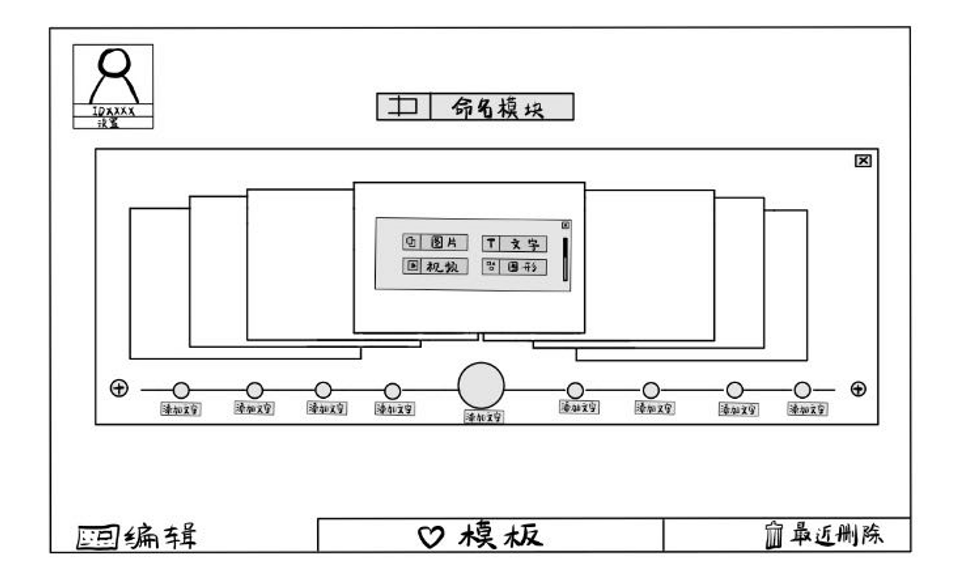 IDXXXX
设置
命名模块
图片
T 文字
视频
图形
添加文字
添加文字
添加文字
添加文字
添加文字
添加文字
添加文字
添加文字
添加文字
编辑
模板
最近删除